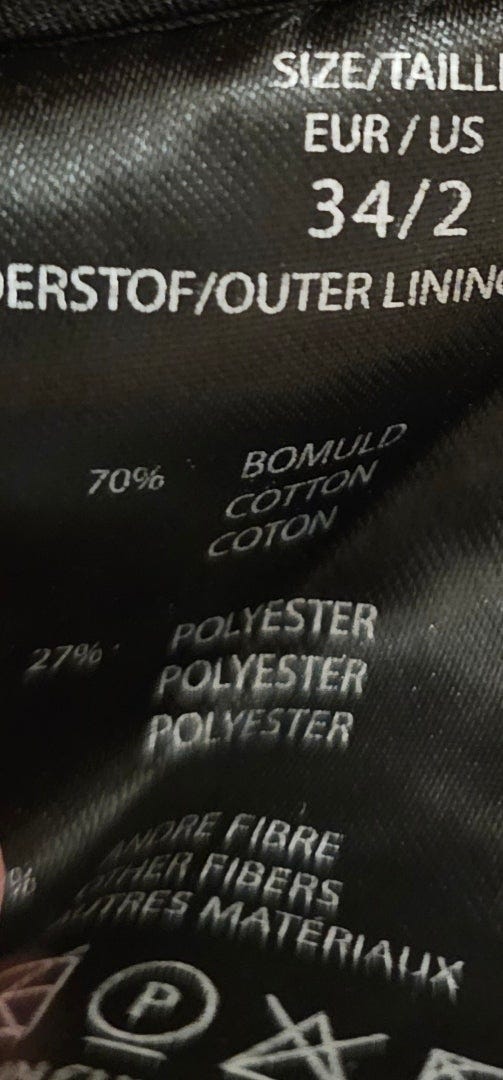 SIZE/TAILL
EUR / US
34/2
DERSTOF/OUTER LINING
70% BOMULD
COTTON
COTON
27% POLYESTER
POLYESTER
POLYESTER
% ANDRE FIBRE
OTHER FIBERS
AUTRES MATÉRIAUX
P